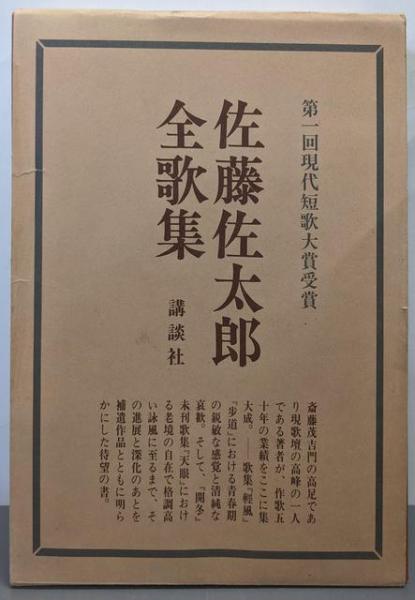 第一回現代短歌大賞受賞
佐藤佐太郎
全歌集
講談社
斎藤茂吉門の高足であ
り現歌壇の高峰の一人
である著者が、作歌五
十年の業績をここに集
大成。——歌集『軽風』
『歩道』における青春期
の鋭敏な感覚と清純な
哀歓。そして、『開冬』
未刊歌集『天眼』におけ
る老境の自在で格調高
い詠風に至るまで、そ
の進展と深化のあとを
補遺作品とともに明ら
かにした待望の書。